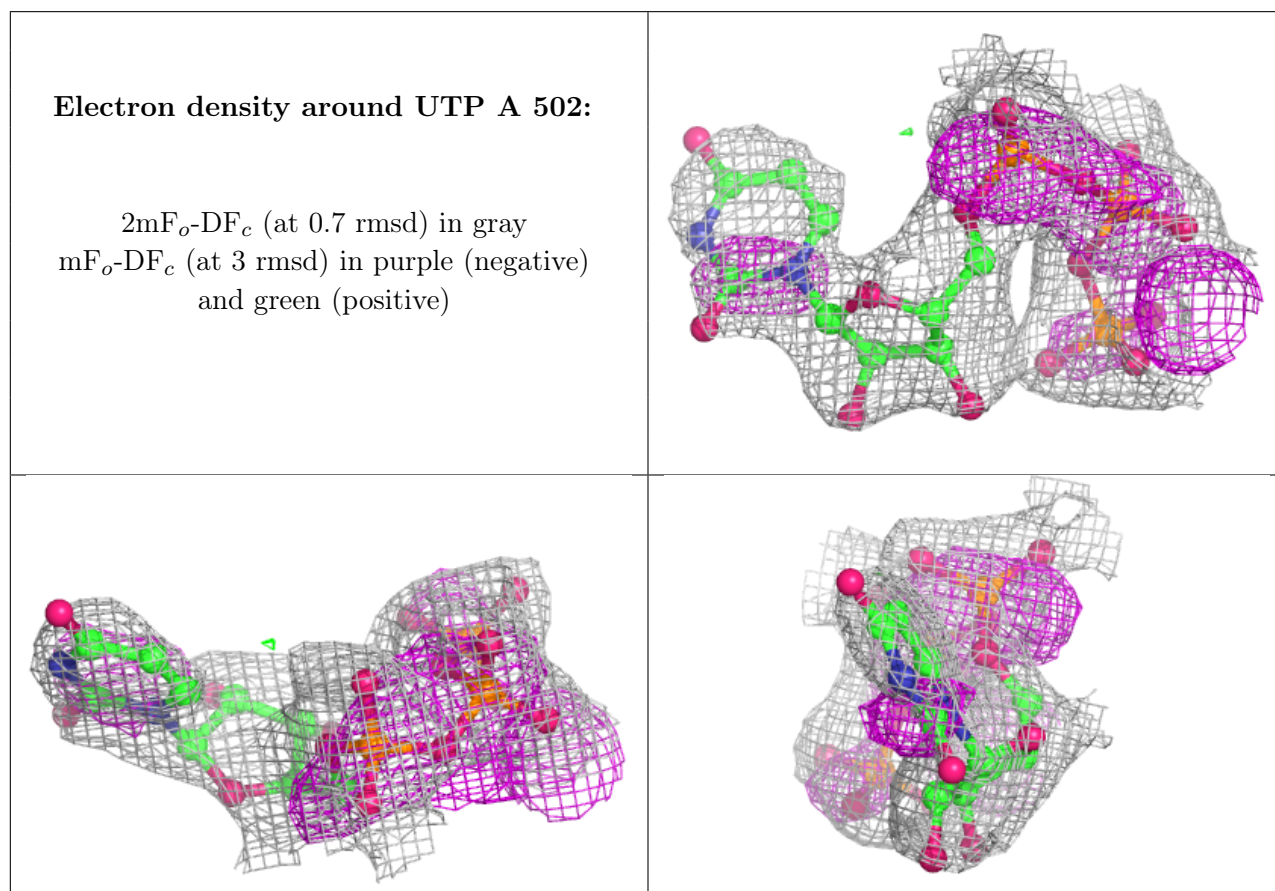 Electron density around UTP A 502:
2mFo-DFc (at 0.7 rmsd) in gray
mFo-DFc (at 3 rmsd) in purple (negative)
and green (positive)